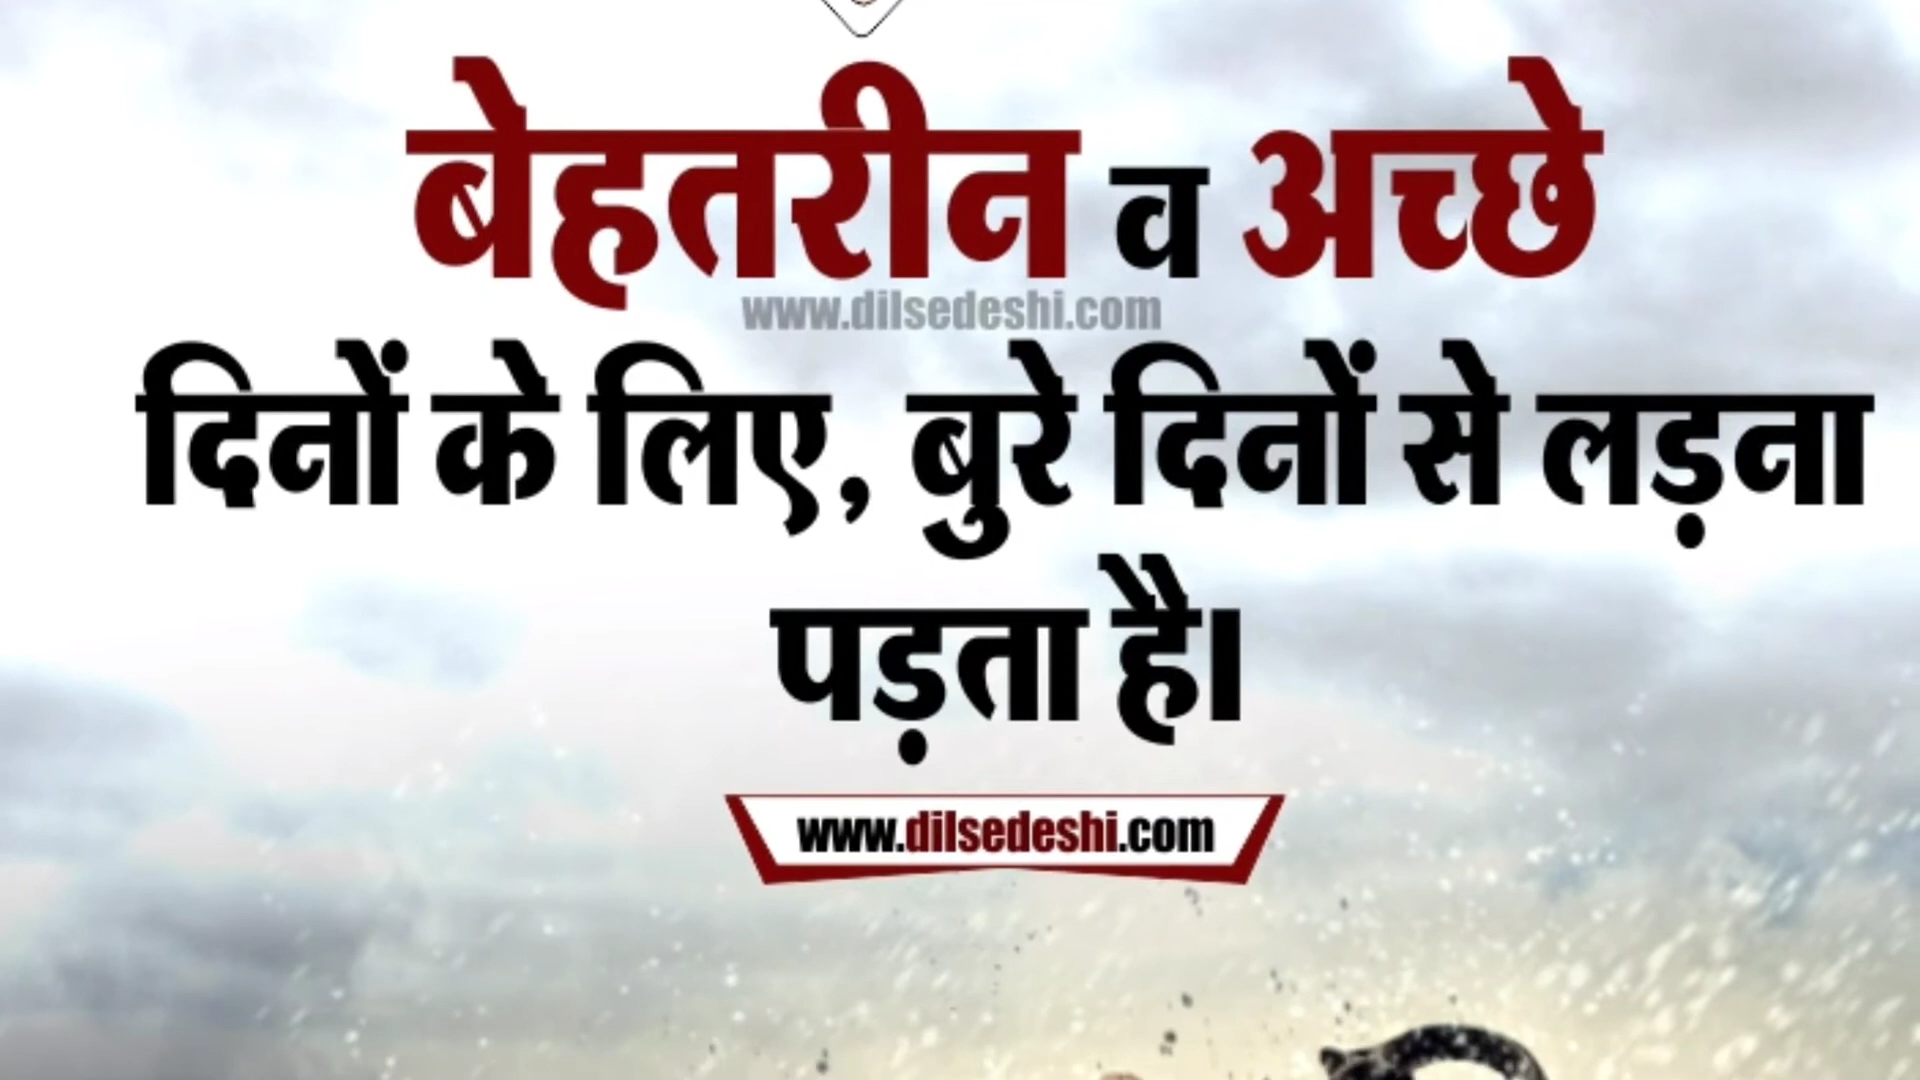 बेहतरीन व अच्छे
www.dilsedeshi.com
दिनों के लिए, बुरे दिनों से लड़ना
पड़ता है।
www.dilsedeshi.com